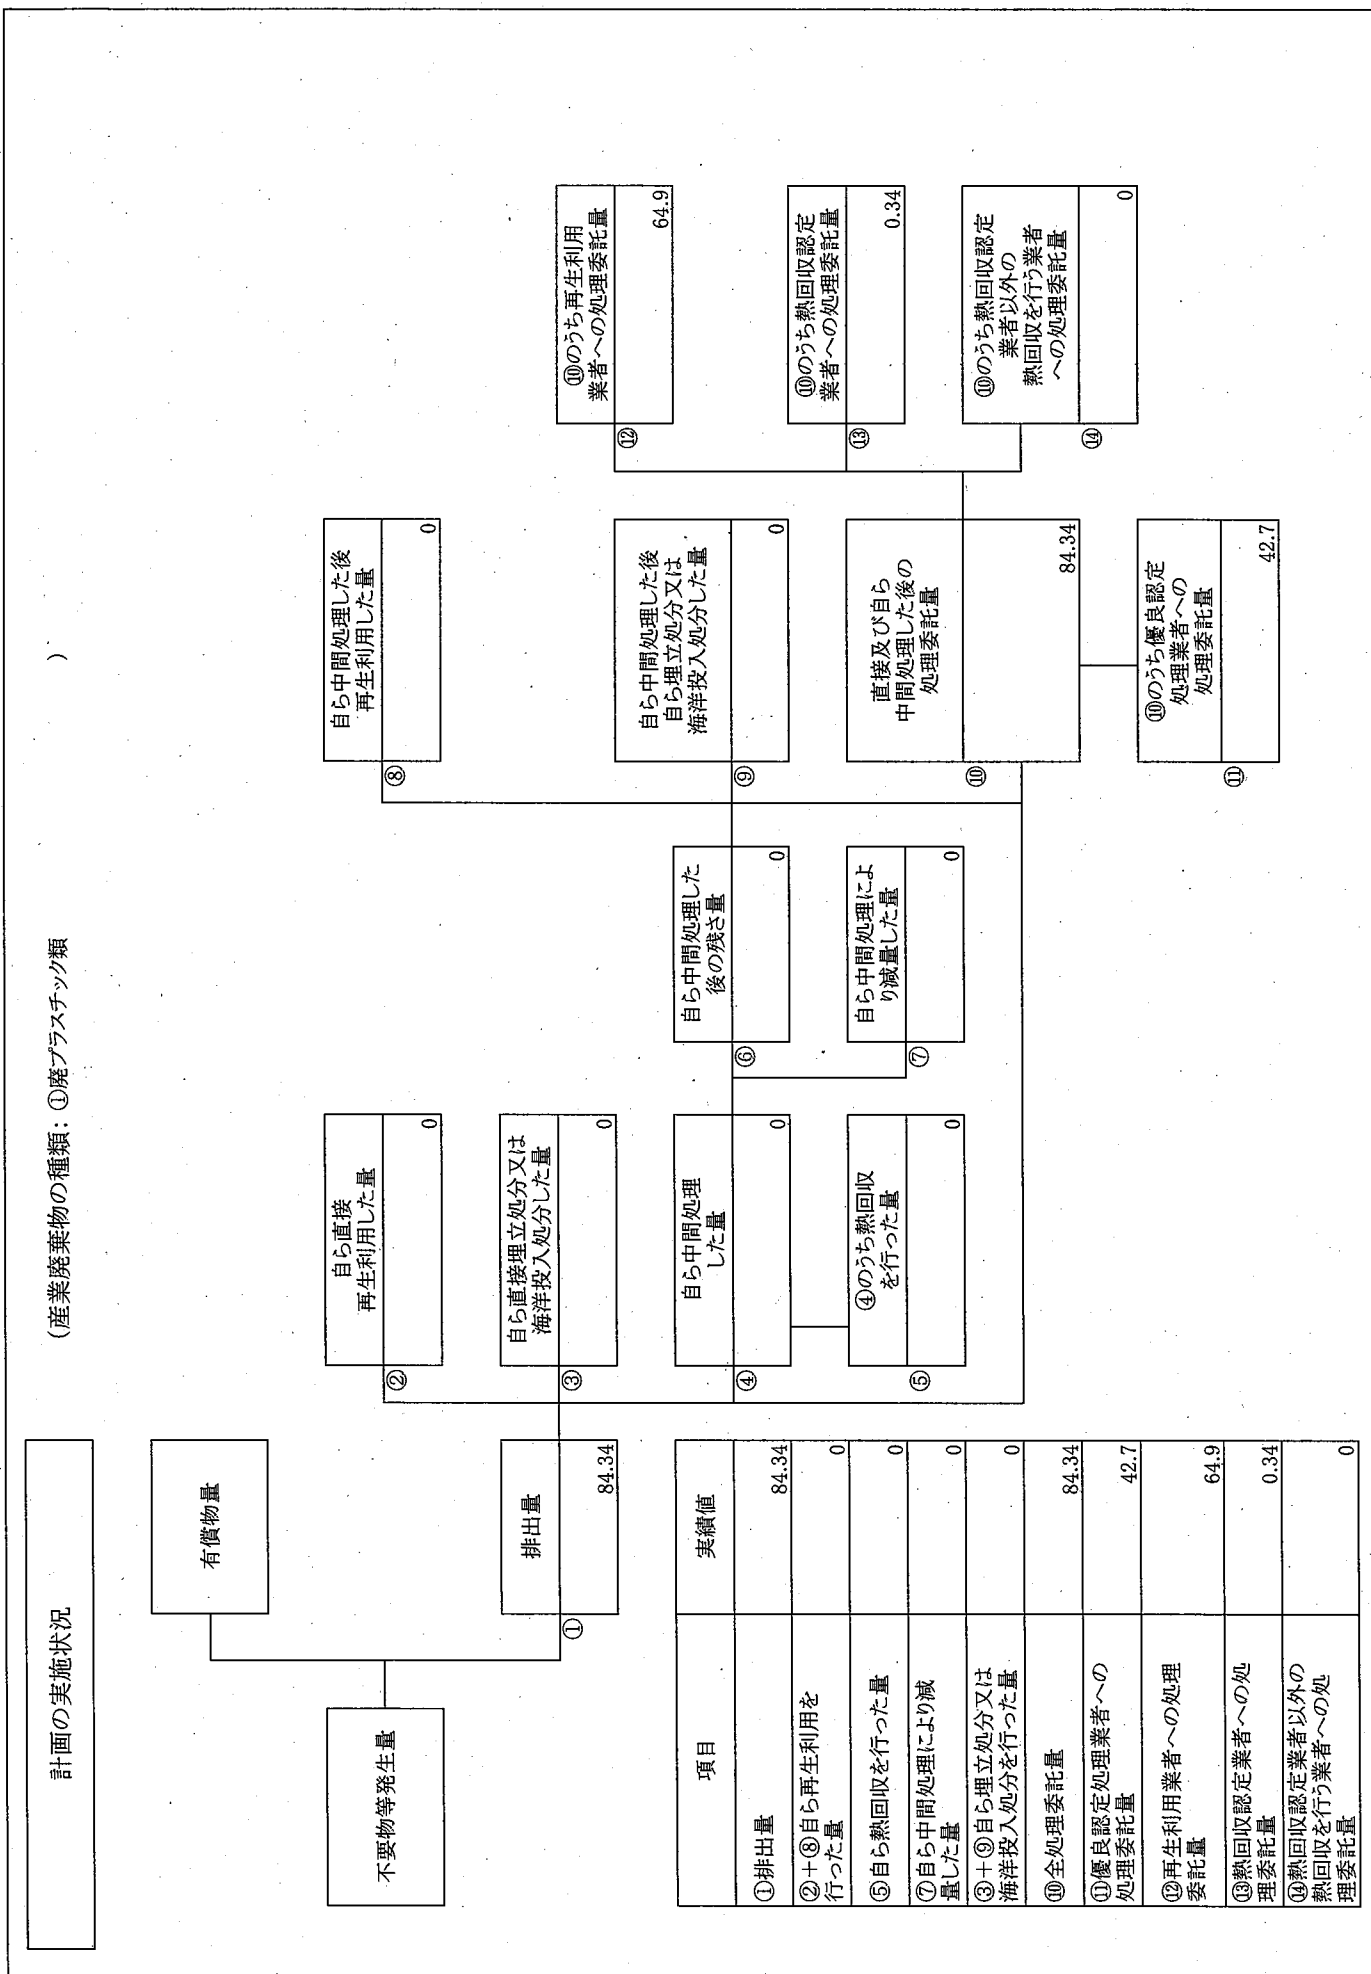 計画の実施状況
(産業廃棄物の種類：①廃プラスチック類　　　　　　　　　　)
不要物等発生量
有償物量
①
排出量
84.34
②
自ら直接
再生利用した量
0
③
自ら直接埋立処分又は
海洋投入処分した量
0
④
自ら中間処理
した量
0
⑤
④のうち熱回収
を行った量
0
⑥
自ら中間処理した
後の残さ量
0
⑦
自ら中間処理によ
り減量した量
0
⑧
自ら中間処理した後
再生利用した量
0
⑨
自ら中間処理した後
自ら埋立処分又は
海洋投入処分した量
0
⑩
直接及び自ら
中間処理した後の
処理委託量
84.34
⑪
⑩のうち優良認定
処理業者への
処理委託量
42.7
⑫
⑩のうち再生利用
業者への処理委託量
64.9
⑬
⑩のうち熱回収認定
業者への処理委託量
0.34
⑭
⑩のうち熱回収認定
業者以外の
熱回収を行う業者
への処理委託量
0
項目 実績値
①排出量 84.34
②+⑧自ら再生利用を
行った量 0
⑤自ら熱回収を行った量 0
⑦自ら中間処理により減
量した量 0
③+⑨自ら埋立処分又は
海洋投入処分を行った量 0
⑩全処理委託量 84.34
⑪優良認定処理業者への
処理委託量 42.7
⑫再生利用業者への処理
委託量 64.9
⑬熱回収認定業者への処
理委託量 0.34
⑭熱回収認定業者以外の
熱回収を行う業者への処
理委託量 0